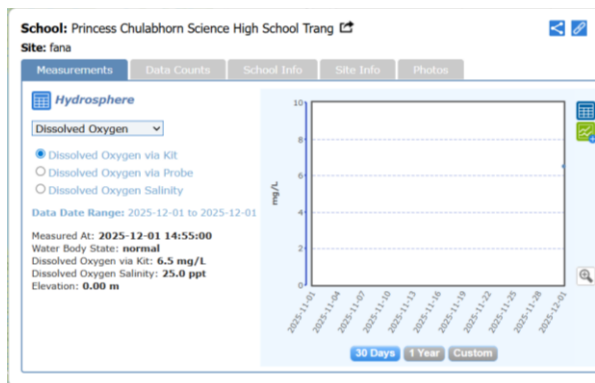 School: Princess Chulabhorn Science High School Trang
Site: fana
Measurements
Data Counts
School Info
Site Info
Photos
Hydrosphere
Dissolved Oxygen
Dissolved Oxygen via Kit
Dissolved Oxygen via Probe
Dissolved Oxygen Salinity
Data Date Range: 2025-12-01 to 2025-12-01
Measured At: 2025-12-01 14:55:00
Water Body State: normal
Dissolved Oxygen via Kit: 6.5 mg/L
Dissolved Oxygen Salinity: 25.0 ppt
Elevation: 0.00 m
mg/L
10
8
6
4
2
0
2025-11-01
2025-11-04
2025-11-07
2025-11-10
2025-11-13
2025-11-16
2025-11-19
2025-11-22
2025-11-25
2025-11-28
2025-12-01
30 Days
1 Year
Custom